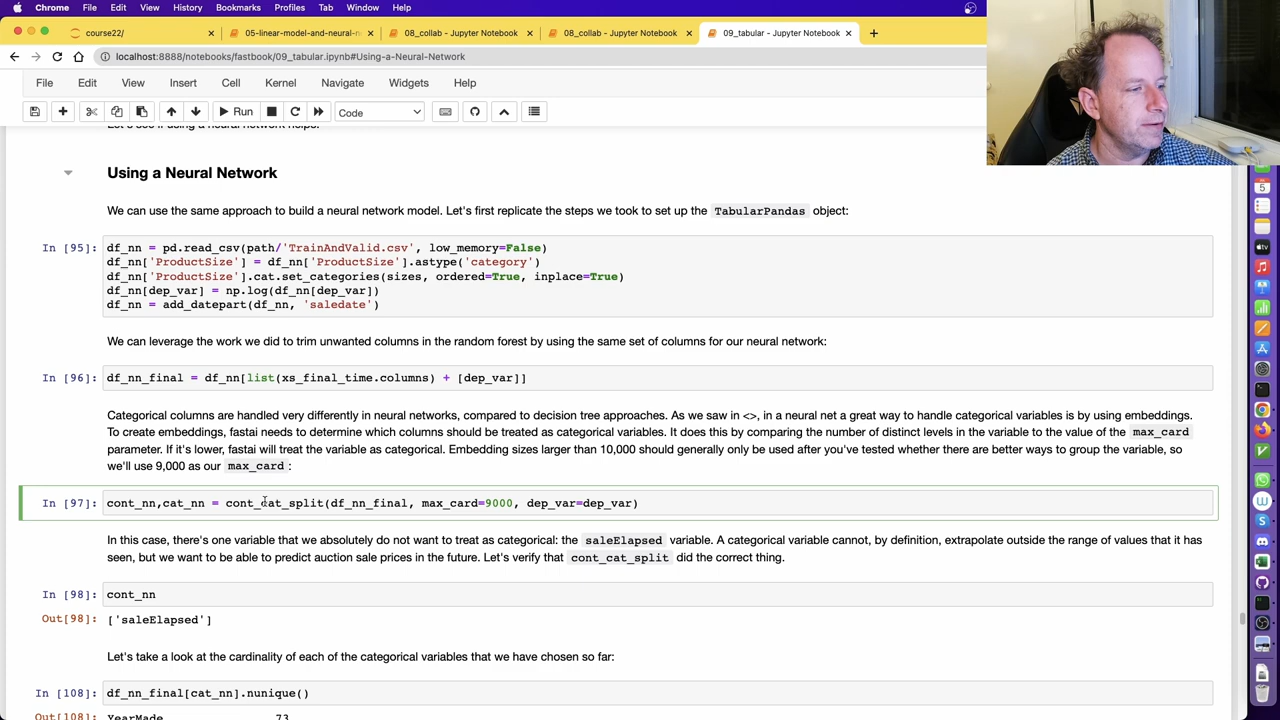 Chrome File Edit View History Bookmarks Profiles Tab Window Help
course22/ 05-linear-model-and-neural-n 08_collab - Jupyter Notebook 08_collab - Jupyter Notebook 09_tabular - Jupyter Notebook
localhost:8888/notebooks/fastbook/09_tabular.ipynb#Using-a-Neural-Network
File Edit View Insert Cell Kernel Navigate Widgets Help
Run Code
Let's see if using a neural network helps.
Using a Neural Network
We can use the same approach to build a neural network model. Let's first replicate the steps we took to set up the TabularPandas object:
In [95]: df_nn = pd.read_csv(path/'TrainAndValid.csv', low_memory=False)
df_nn['ProductSize'] = df_nn['ProductSize'].astype('category')
df_nn['ProductSize'].cat.set_categories(sizes, ordered=True, inplace=True)
df_nn[dep_var] = np.log(df_nn[dep_var])
df_nn = add_datepart(df_nn, 'saledate')
We can leverage the work we did to trim unwanted columns in the random forest by using the same set of columns for our neural network:
In [96]: df_nn_final = df_nn[list(xs_final_time.columns) + [dep_var]]
Categorical columns are handled very differently in neural networks, compared to decision tree approaches. As we saw in <>, in a neural net a great way to handle categorical variables is by using embeddings.
To create embeddings, fastai needs to determine which columns should be treated as categorical variables. It does this by comparing the number of distinct levels in the variable to the value of the max_card
parameter. If it's lower, fastai will treat the variable as categorical. Embedding sizes larger than 10,000 should generally only be used after you've tested whether there are better ways to group the variable, so
we'll use 9,000 as our max_card :
In [97]: cont_nn,cat_nn = cont_cat_split(df_nn_final, max_card=9000, dep_var=dep_var)
In this case, there's one variable that we absolutely do not want to treat as categorical: the saleElapsed variable. A categorical variable cannot, by definition, extrapolate outside the range of values that it has
seen, but we want to be able to predict auction sale prices in the future. Let's verify that cont_cat_split did the correct thing.
In [98]: cont_nn
Out[98]: ['saleElapsed']
Let's take a look at the cardinality of each of the categorical variables that we have chosen so far:
In [108]: df_nn_final[cat_nn].nunique()
Out[108]: YearMade 73